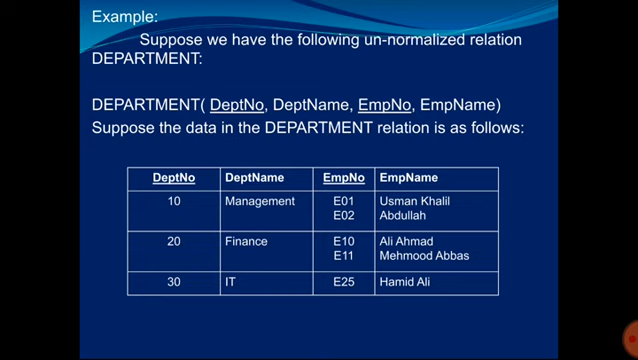 Example:
Suppose we have the following un-normalized relation
DEPARTMENT:
DEPARTMENT( DeptNo, DeptName, EmpNo, EmpName)
Suppose the data in the DEPARTMENT relation is as follows:
DeptNo DeptName EmpNo EmpName
10 Management E01 Usman Khalil
E02 Abdullah
20 Finance E10 Ali Ahmad
E11 Mehmood Abbas
30 IT E25 Hamid Ali